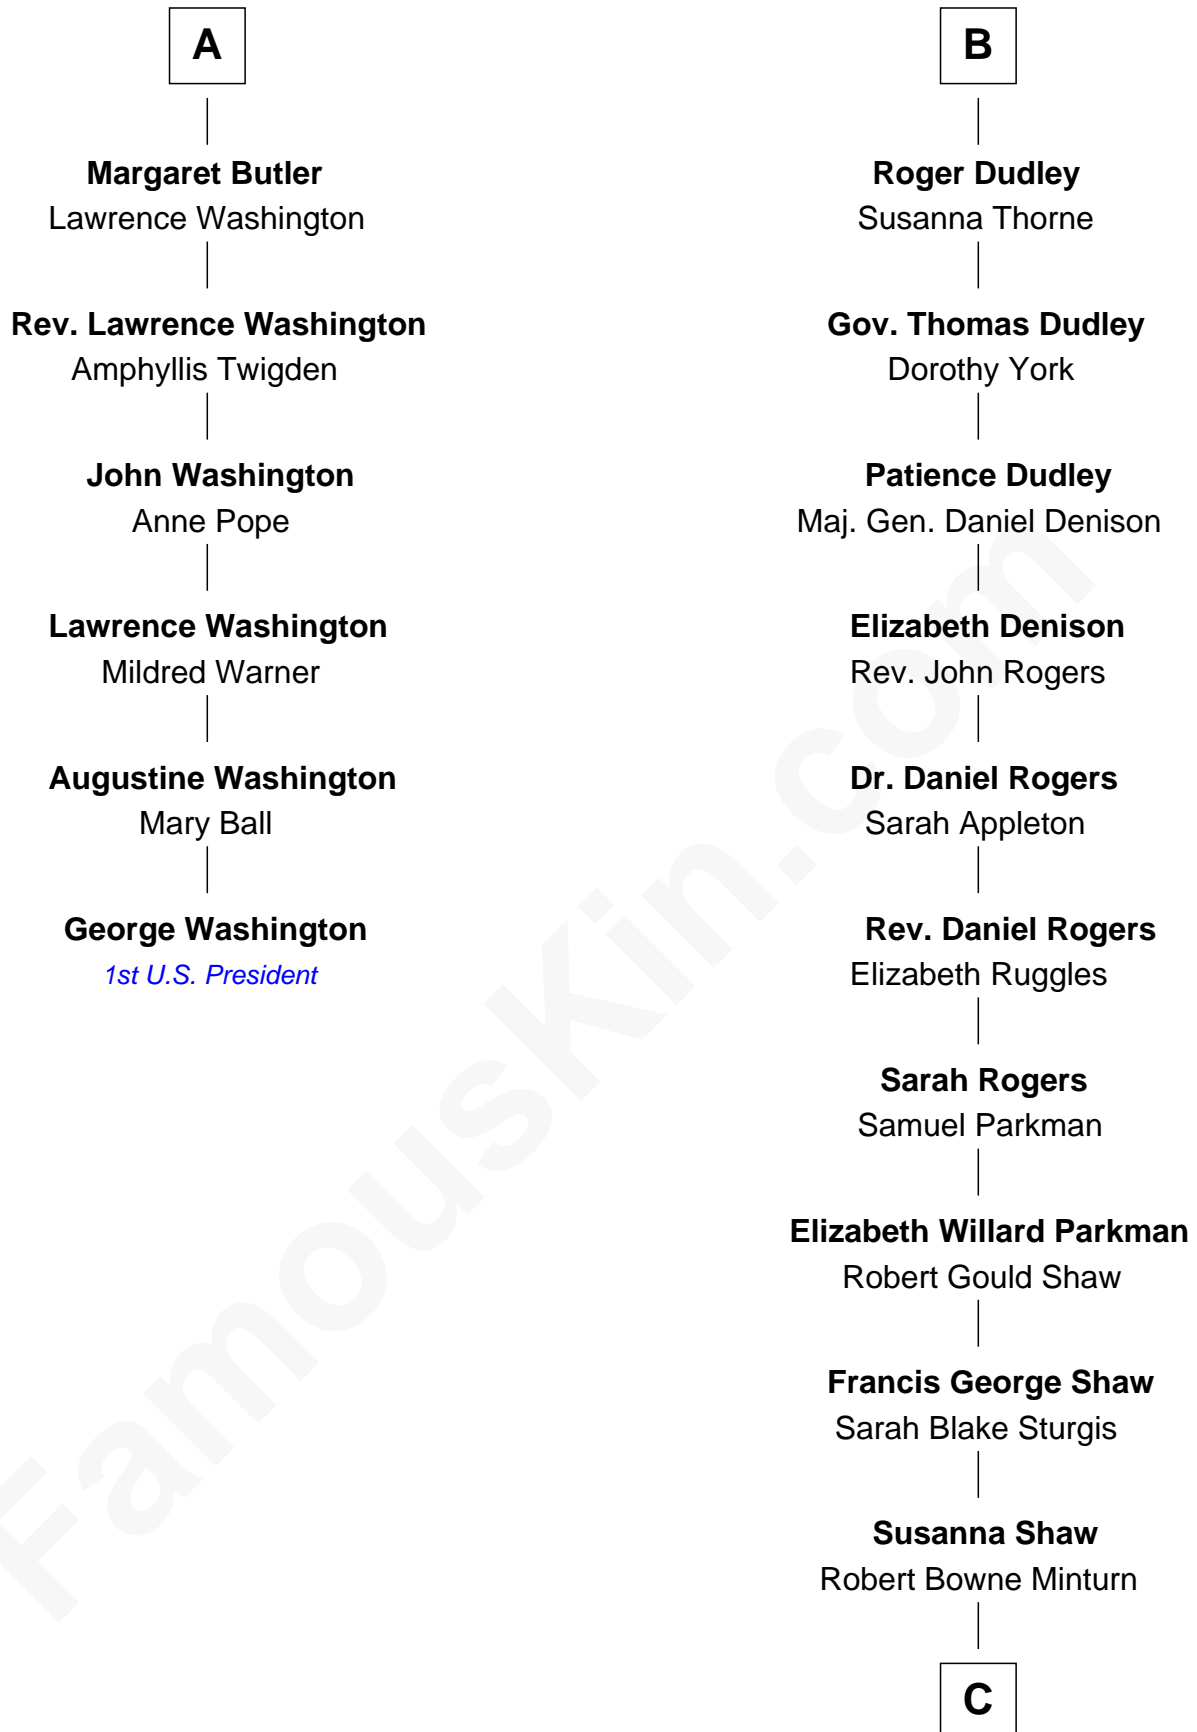 A
Margaret Butler
Lawrence Washington
Rev. Lawrence Washington
Amphyllis Twigden
John Washington
Anne Pope
Lawrence Washington
Mildred Warner
Augustine Washington
Mary Ball
George Washington
1st U.S. President
B
Roger Dudley
Susanna Thorne
Gov. Thomas Dudley
Dorothy York
Patience Dudley
Maj. Gen. Daniel Denison
Elizabeth Denison
Rev. John Rogers
Dr. Daniel Rogers
Sarah Appleton
Rev. Daniel Rogers
Elizabeth Ruggles
Sarah Rogers
Samuel Parkman
Elizabeth Willard Parkman
Robert Gould Shaw
Francis George Shaw
Sarah Blake Sturgis
Susanna Shaw
Robert Bowne Minturn
C
FamousKin.com